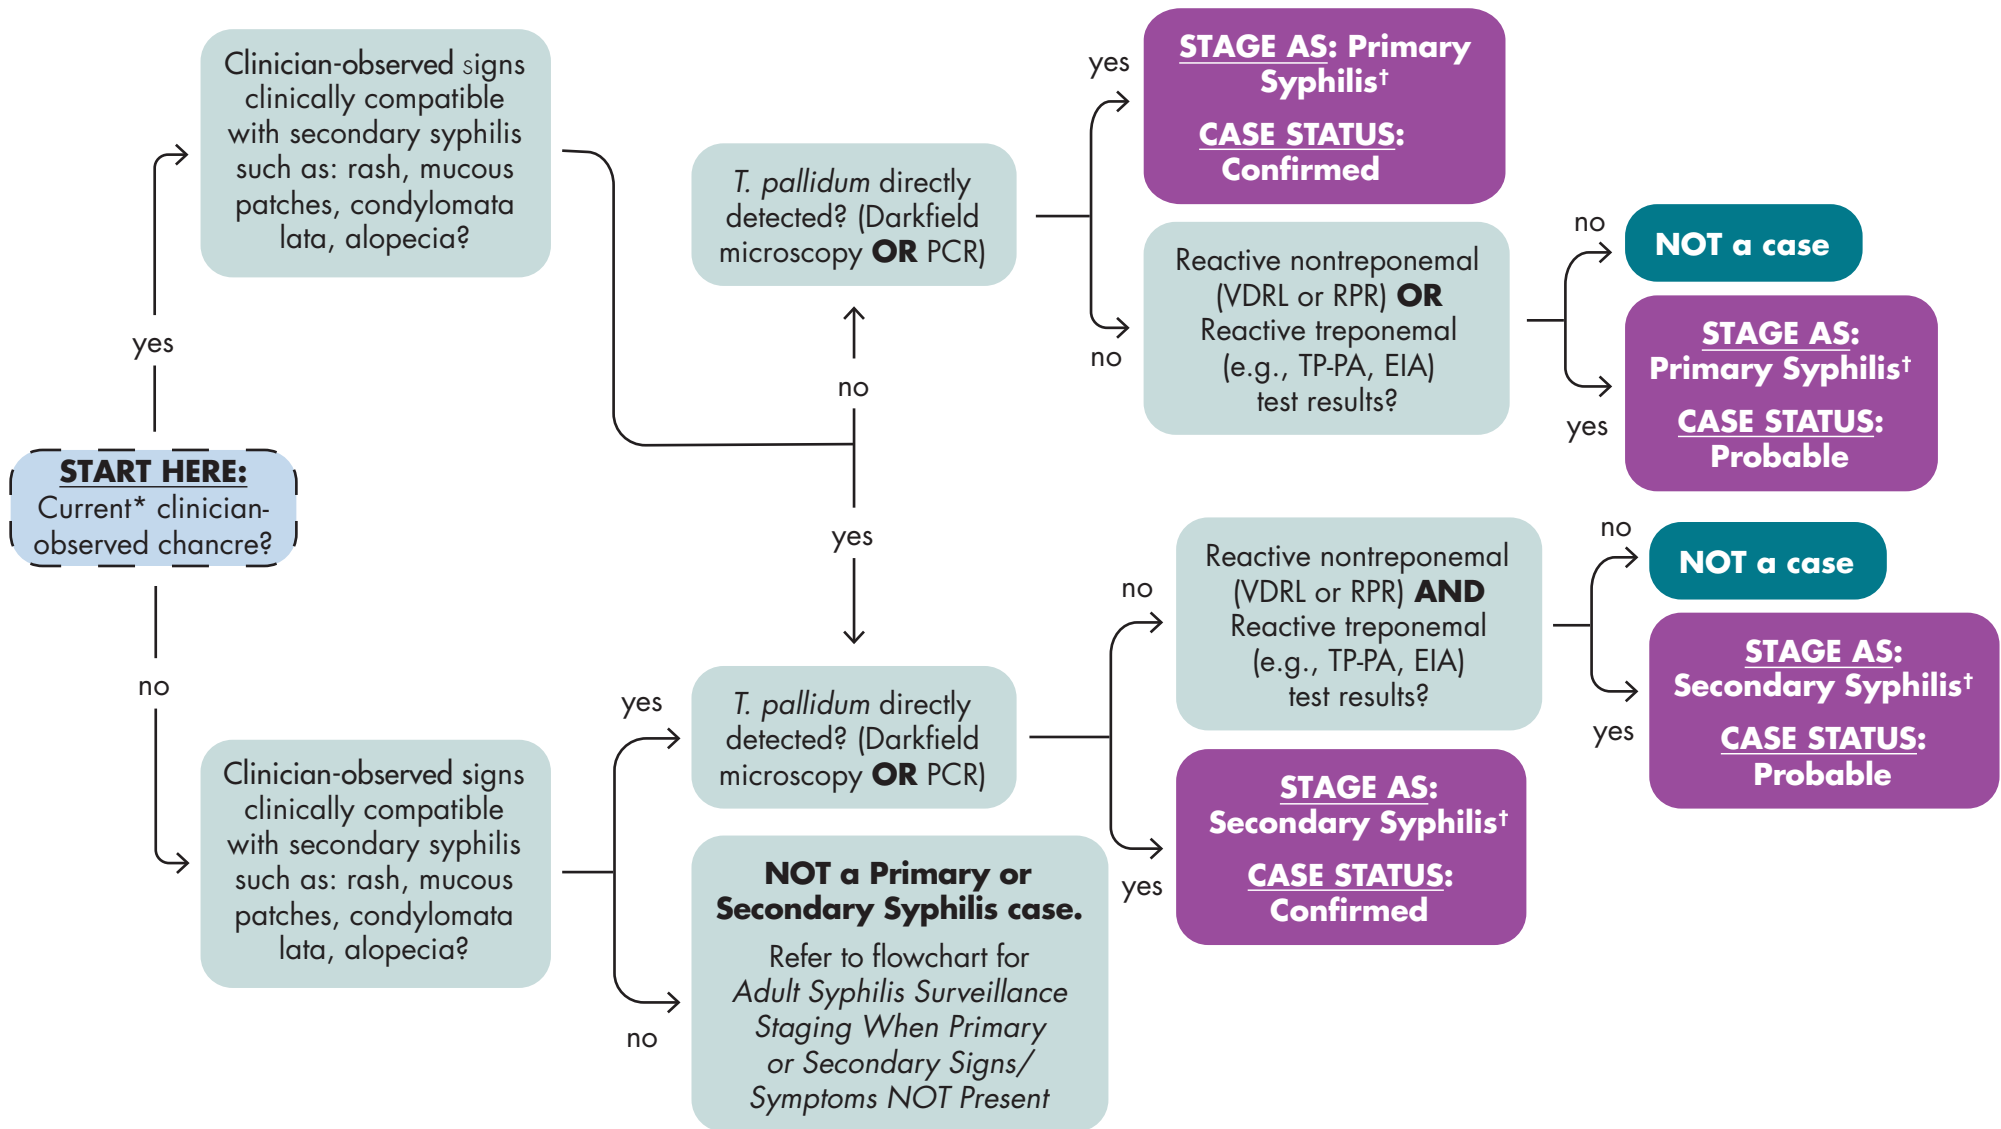 START HERE:
Current* clinician-
observed chancre?
yes
Clinician-observed signs
clinically compatible
with secondary syphilis
such as: rash, mucous
patches, condylomata
lata, alopecia?
no
T. pallidum directly
detected? (Darkfield
microscopy OR PCR)
yes
STAGE AS: Primary
Syphilis†
CASE STATUS:
Confirmed
no
Reactive nontreponemal
(VDRL or RPR) OR
Reactive treponemal
(e.g., TP-PA, EIA)
test results?
no
NOT a case
yes
STAGE AS:
Primary Syphilis†
CASE STATUS:
Probable
yes
no
Clinician-observed signs
clinically compatible
with secondary syphilis
such as: rash, mucous
patches, condylomata
lata, alopecia?
yes
T. pallidum directly
detected? (Darkfield
microscopy OR PCR)
no
Reactive nontreponemal
(VDRL or RPR) AND
Reactive treponemal
(e.g., TP-PA, EIA)
test results?
no
NOT a case
yes
STAGE AS:
Secondary Syphilis†
CASE STATUS:
Probable
yes
STAGE AS:
Secondary Syphilis†
CASE STATUS:
Confirmed
no
NOT a Primary or
Secondary Syphilis case.
Refer to flowchart for
Adult Syphilis Surveillance
Staging When Primary
or Secondary Signs/
Symptoms NOT Present